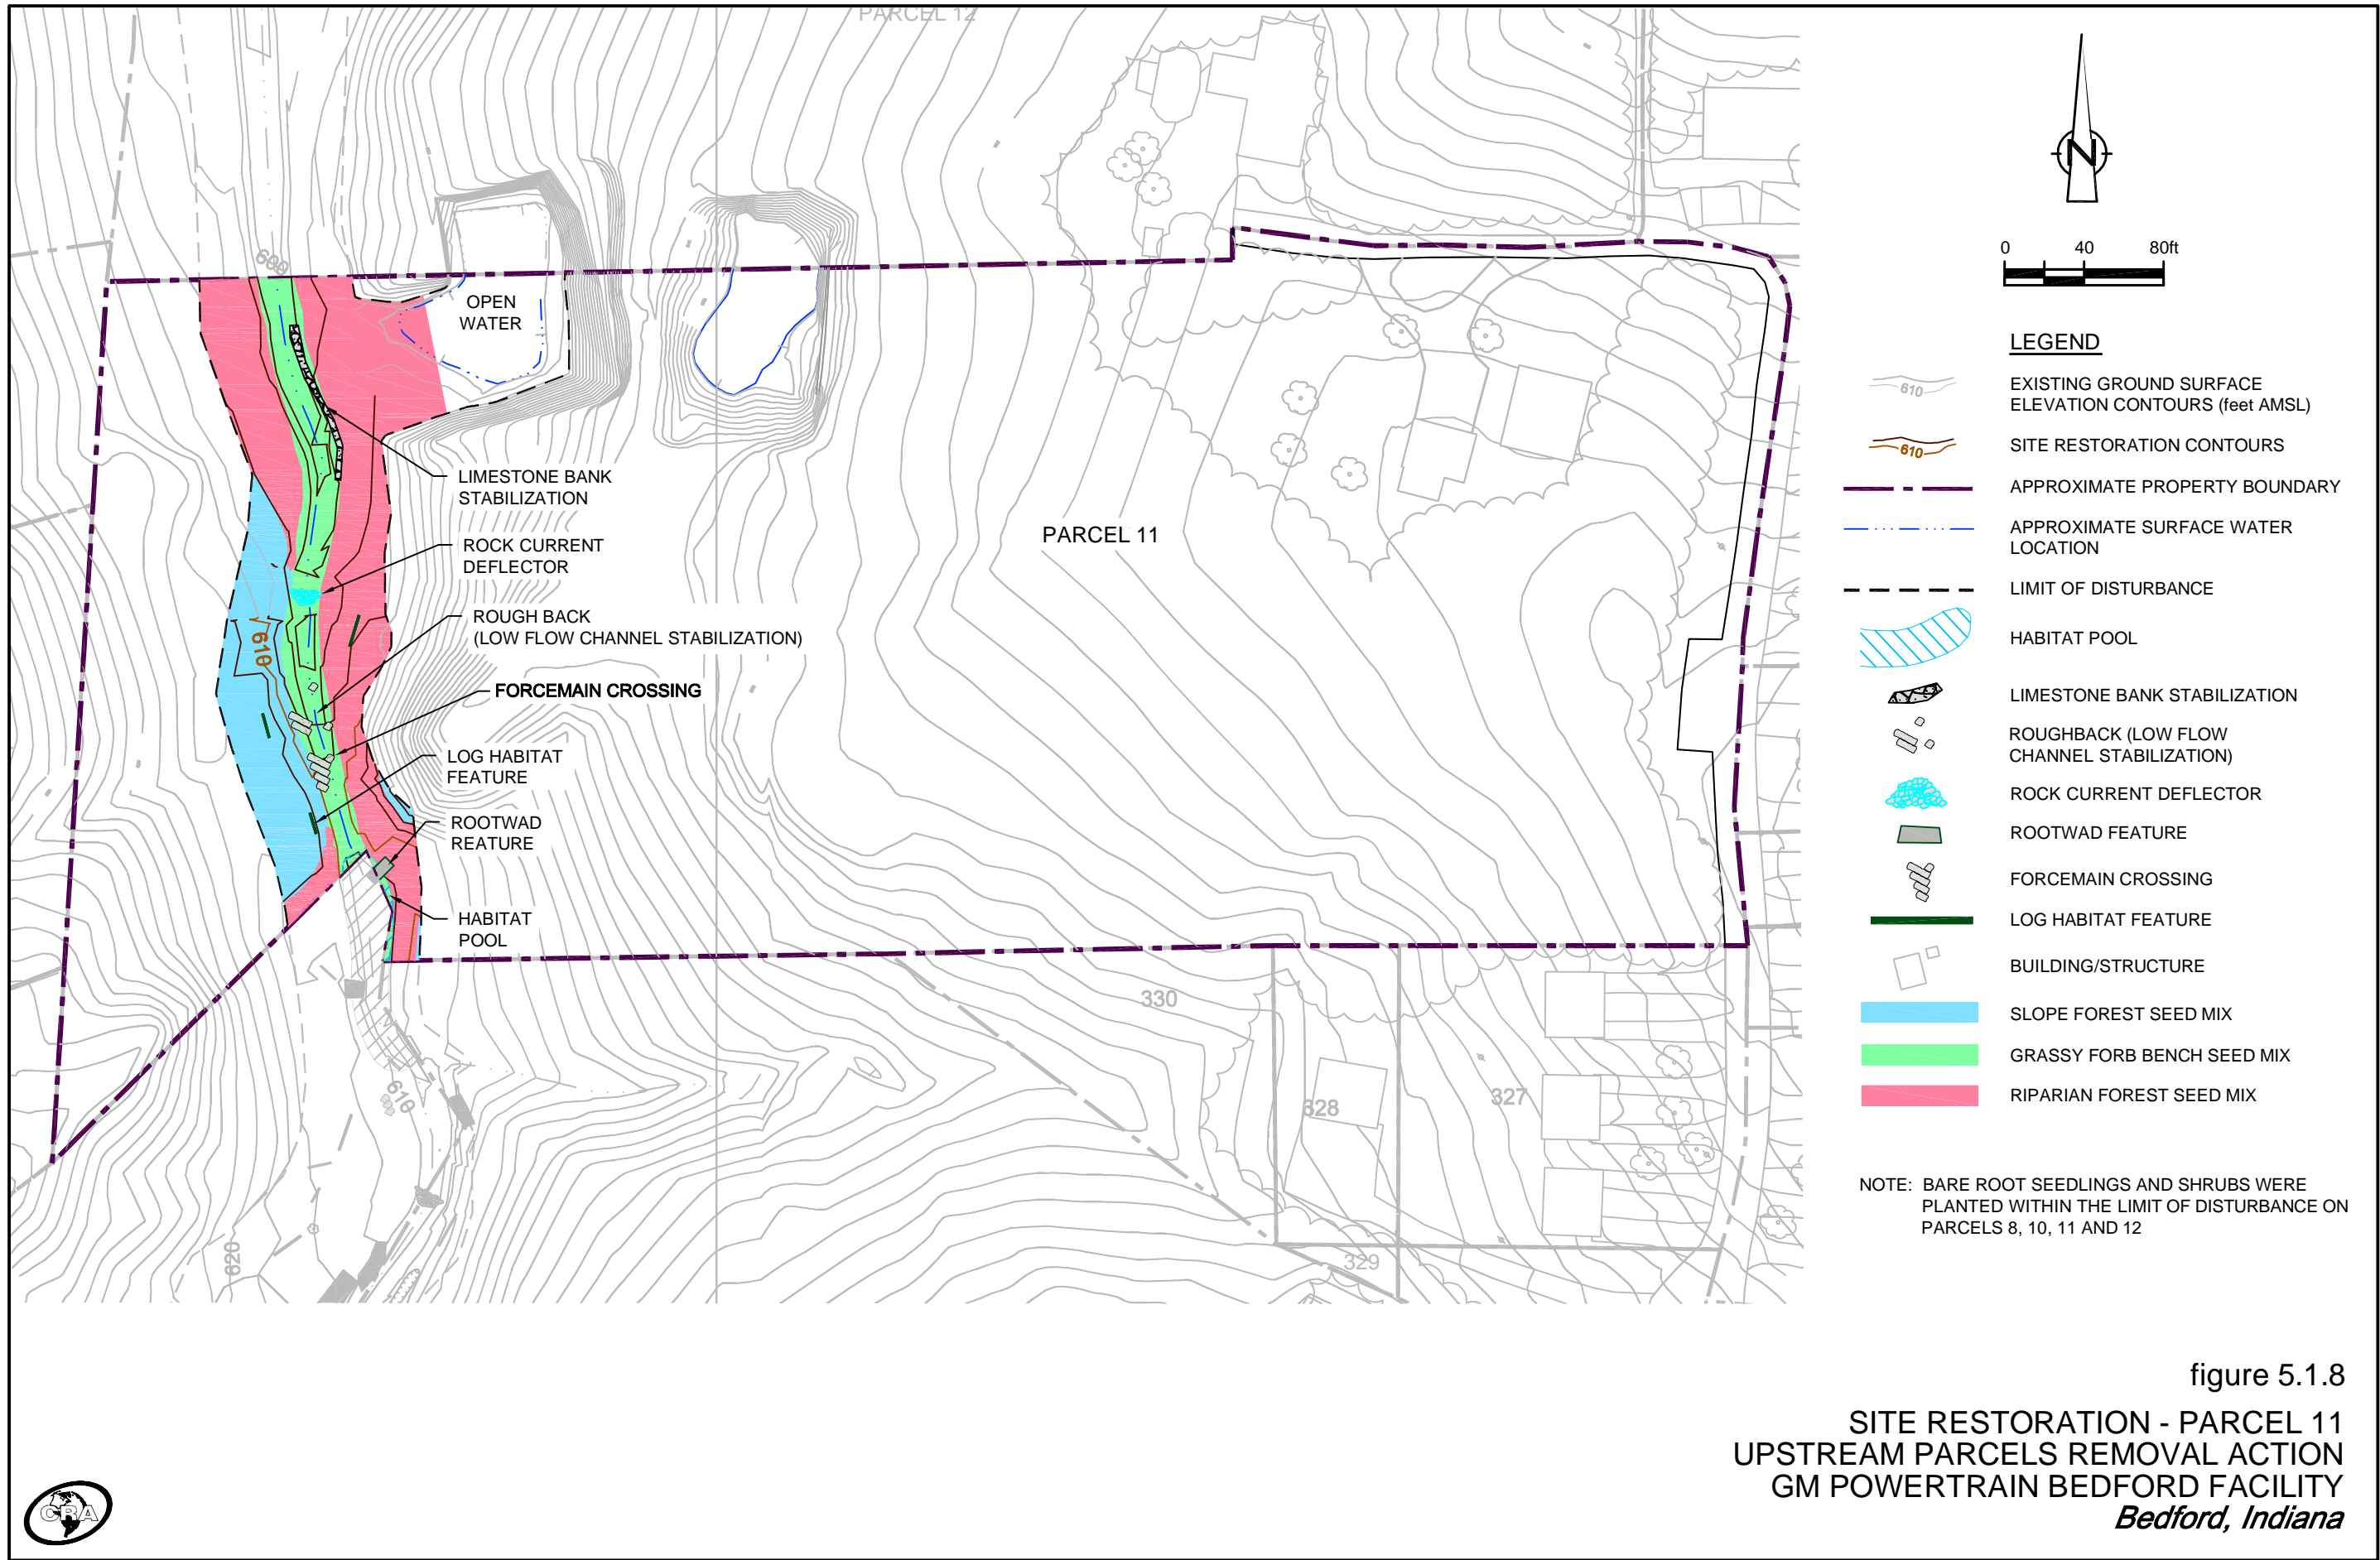 PARCEL 12
600
OPEN
WATER
LIMESTONE BANK
STABILIZATION
ROCK CURRENT
DEFLECTOR
PARCEL 11
ROUGH BACK
(LOW FLOW CHANNEL STABILIZATION)
610
FORCEMAIN CROSSING
LOG HABITAT
FEATURE
ROOTWAD
REATURE
HABITAT
POOL
330
610
328
327
620
329
N
0 40 80ft
LEGEND
610
EXISTING GROUND SURFACE
ELEVATION CONTOURS (feet AMSL)
610
SITE RESTORATION CONTOURS
APPROXIMATE PROPERTY BOUNDARY
APPROXIMATE SURFACE WATER
LOCATION
LIMIT OF DISTURBANCE
HABITAT POOL
LIMESTONE BANK STABILIZATION
ROUGHBACK (LOW FLOW
CHANNEL STABILIZATION)
ROCK CURRENT DEFLECTOR
ROOTWAD FEATURE
FORCEMAIN CROSSING
LOG HABITAT FEATURE
BUILDING/STRUCTURE
SLOPE FOREST SEED MIX
GRASSY FORB BENCH SEED MIX
RIPARIAN FOREST SEED MIX
NOTE: BARE ROOT SEEDLINGS AND SHRUBS WERE
PLANTED WITHIN THE LIMIT OF DISTURBANCE ON
PARCELS 8, 10, 11 AND 12
figure 5.1.8
SITE RESTORATION - PARCEL 11
UPSTREAM PARCELS REMOVAL ACTION
GM POWERTRAIN BEDFORD FACILITY
Bedford, Indiana
CRA